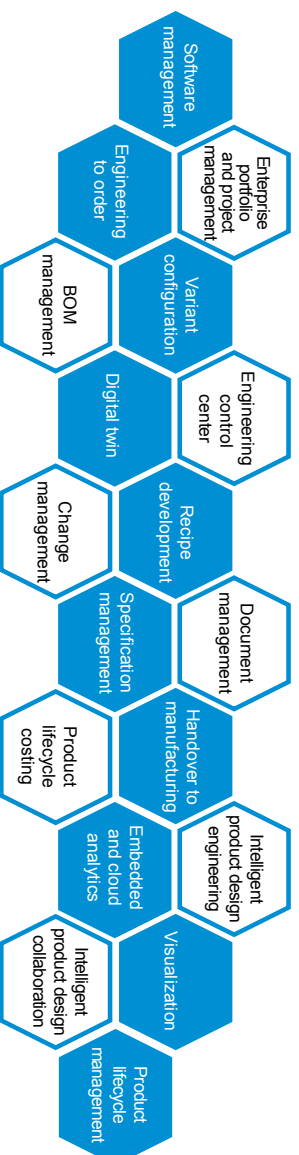 Software
management
Enterprise
portfolio
and project
management
Engineering
to order
Variant
configuration
BOM
management
Engineering
control
center
Digital twin
Recipe
development
Change
management
Document
management
Specification
management
Handover to
manufacturing
Product
lifecycle
costing
Intelligent
product design
engineering
Embedded
and cloud
analytics
Visualization
Intelligent
product design
collaboration
Product
lifecycle
management